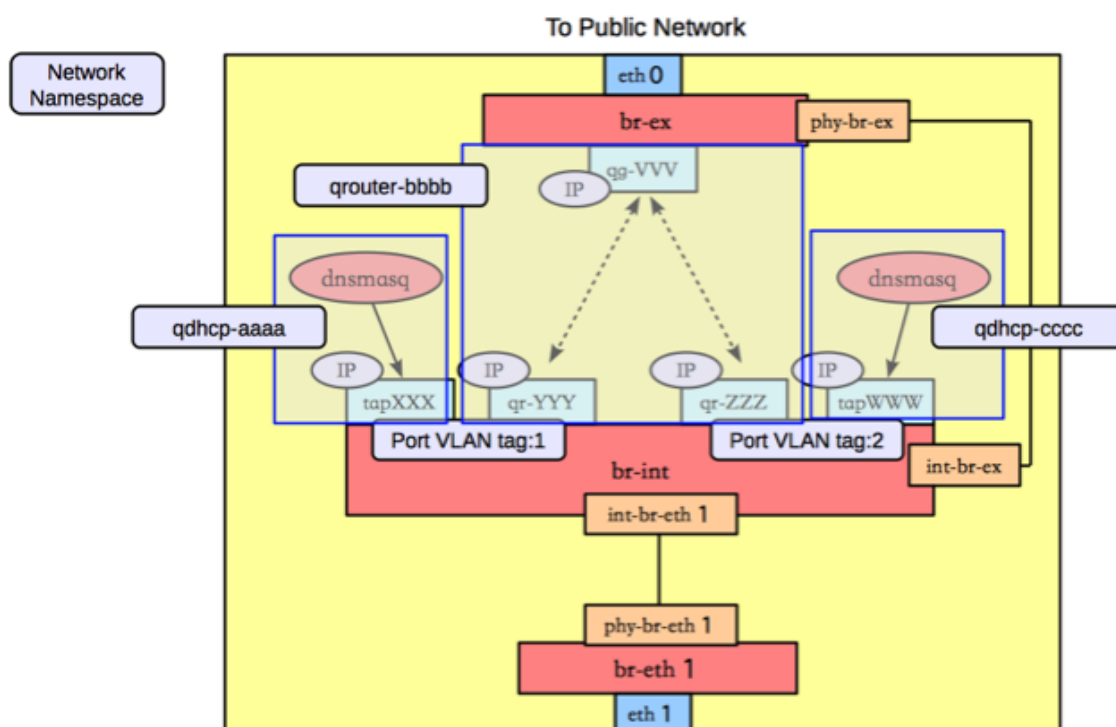 To Public Network
Network
Namespace
eth 0
br-ex
phy-br-ex
qrouter-bbbb
qg-VVV
IP
dnsmasq
dnsmasq
qdhcp-aaaa
qdhcp-cccc
IP
IP
IP
IP
tapXXX
qr-YYY
qr-ZZZ
tapWWW
Port VLAN tag:1
Port VLAN tag:2
br-int
int-br-ex
int-br-eth 1
phy-br-eth 1
br-eth 1
eth 1